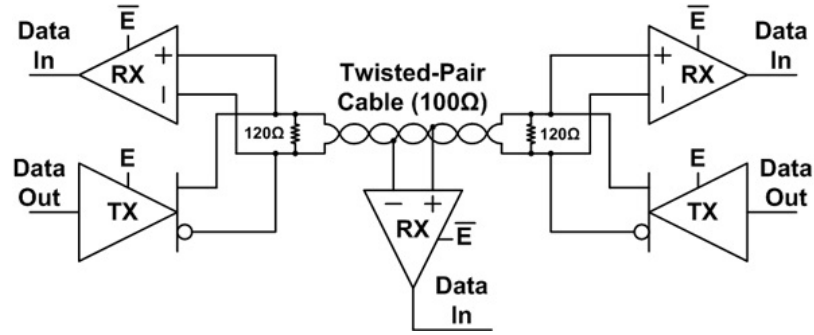 E̅
Data
In
RX
+
−
Twisted-Pair
Cable (100Ω)
120Ω
E
Data
Out
TX
−
+
RX
E̅
Data
In
E̅
Data
In
+
−
RX
120Ω
E
Data
Out
TX